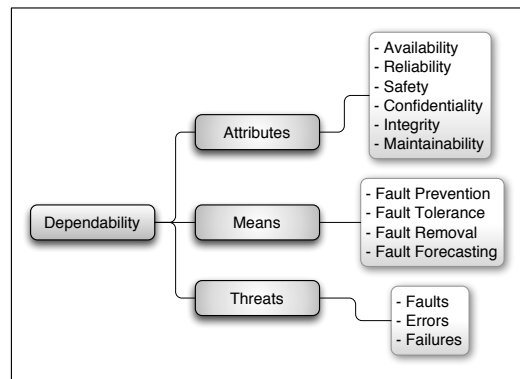 Dependability
Attributes
- Availability
- Reliability
- Safety
- Confidentiality
- Integrity
- Maintainability
Means
- Fault Prevention
- Fault Tolerance
- Fault Removal
- Fault Forecasting
Threats
- Faults
- Errors
- Failures